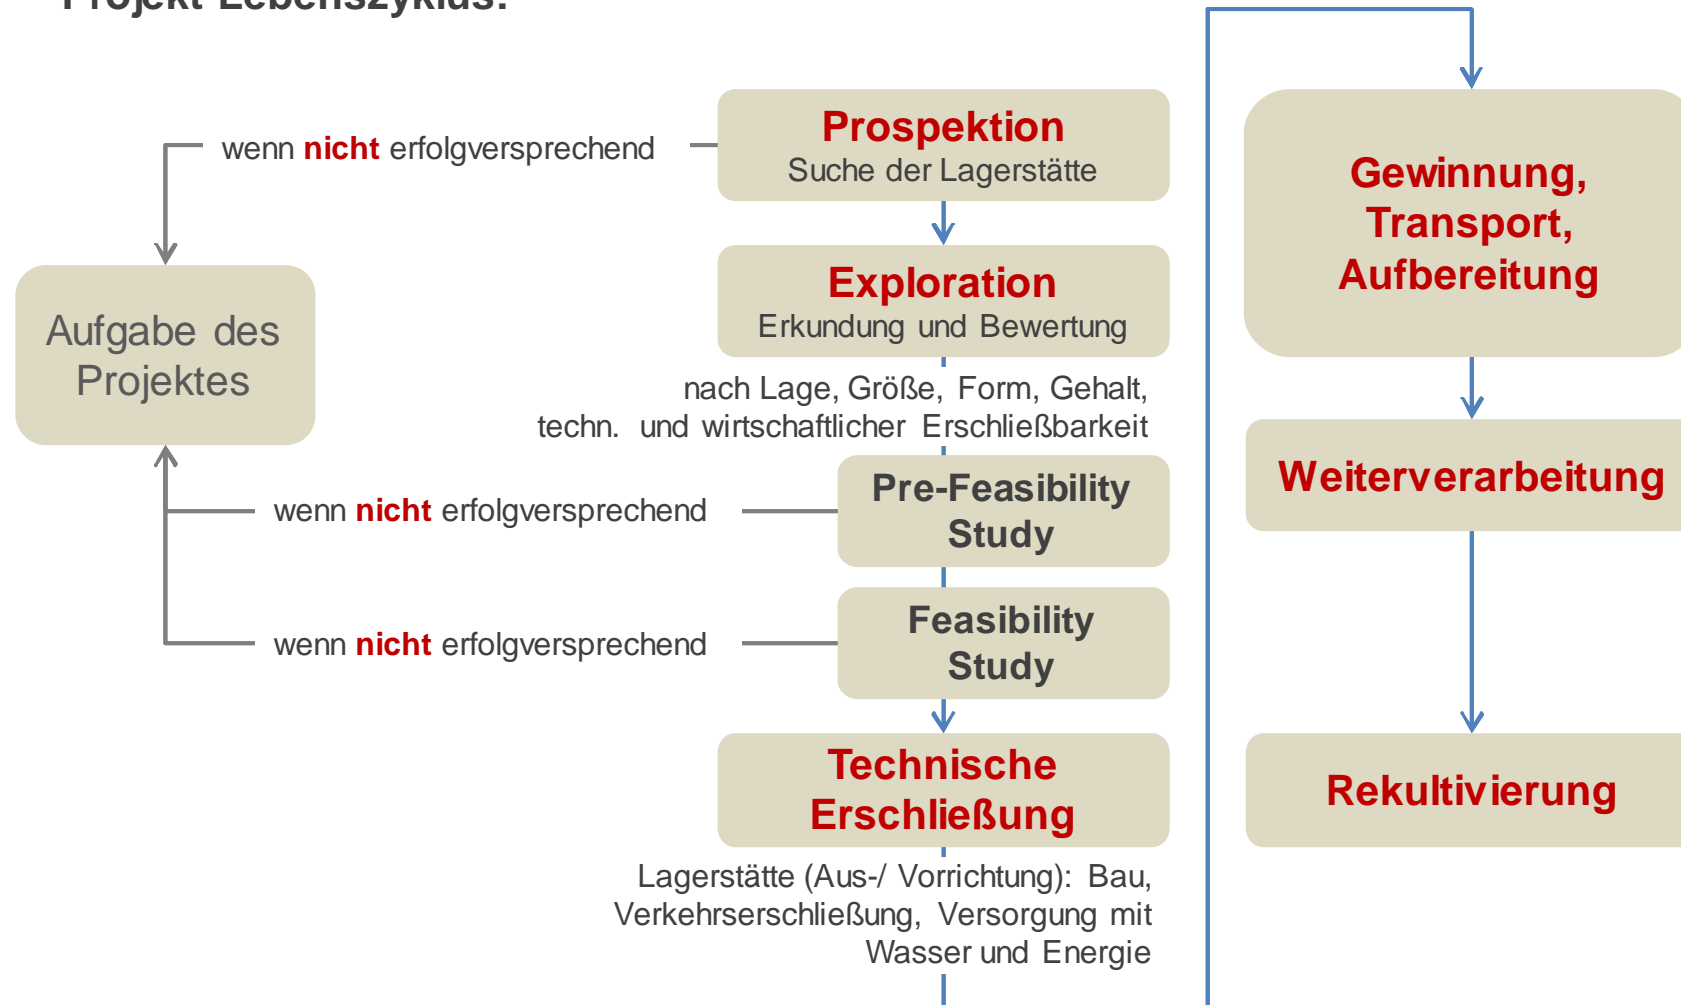 Projekt Lebenszyklus:
Prospektion
Suche der Lagerstätte
wenn nicht erfolgversprechend
Exploration
Erkundung und Bewertung
nach Lage, Größe, Form, Gehalt,
techn. und wirtschaftlicher Erschließbarkeit
Aufgabe des
Projektes
Pre-Feasibility
Study
wenn nicht erfolgversprechend
Feasibility
Study
wenn nicht erfolgversprechend
Technische
Erschließung
Lagerstätte (Aus-/ Vorrichtung): Bau,
Verkehrserschließung, Versorgung mit
Wasser und Energie
Gewinnung,
Transport,
Aufbereitung
Weiterverarbeitung
Rekultivierung